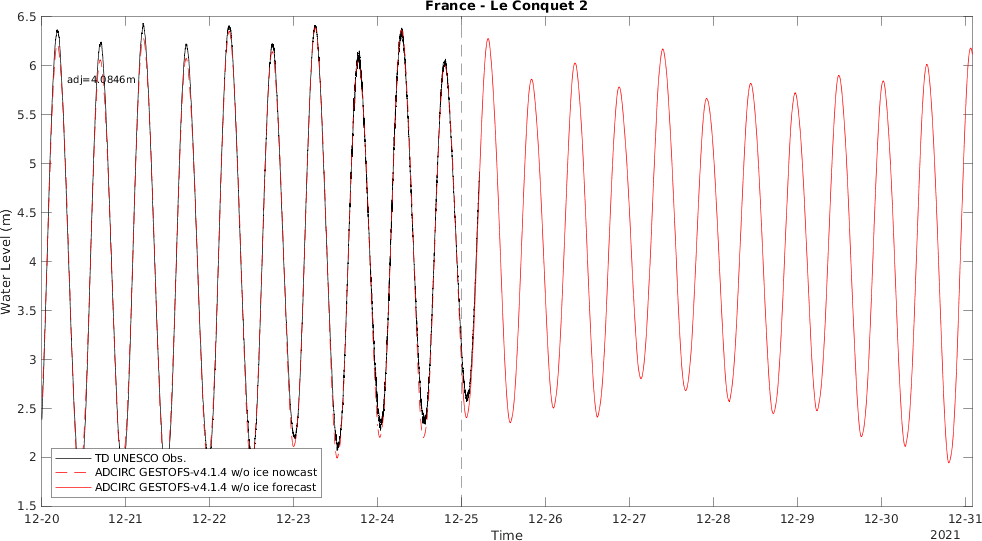 France - Le Conquet 2
6.5
6
5.5
5
4.5
4
3.5
3
2.5
2
1.5
Water Level (m)
adj=4.0846m
TD UNESCO Obs.
ADCIRC GESTOFS-v4.1.4 w/o ice nowcast
ADCIRC GESTOFS-v4.1.4 w/o ice forecast
12-20 12-21 12-22 12-23 12-24 12-25 12-26 12-27 12-28 12-29 12-30 12-31
Time
2021